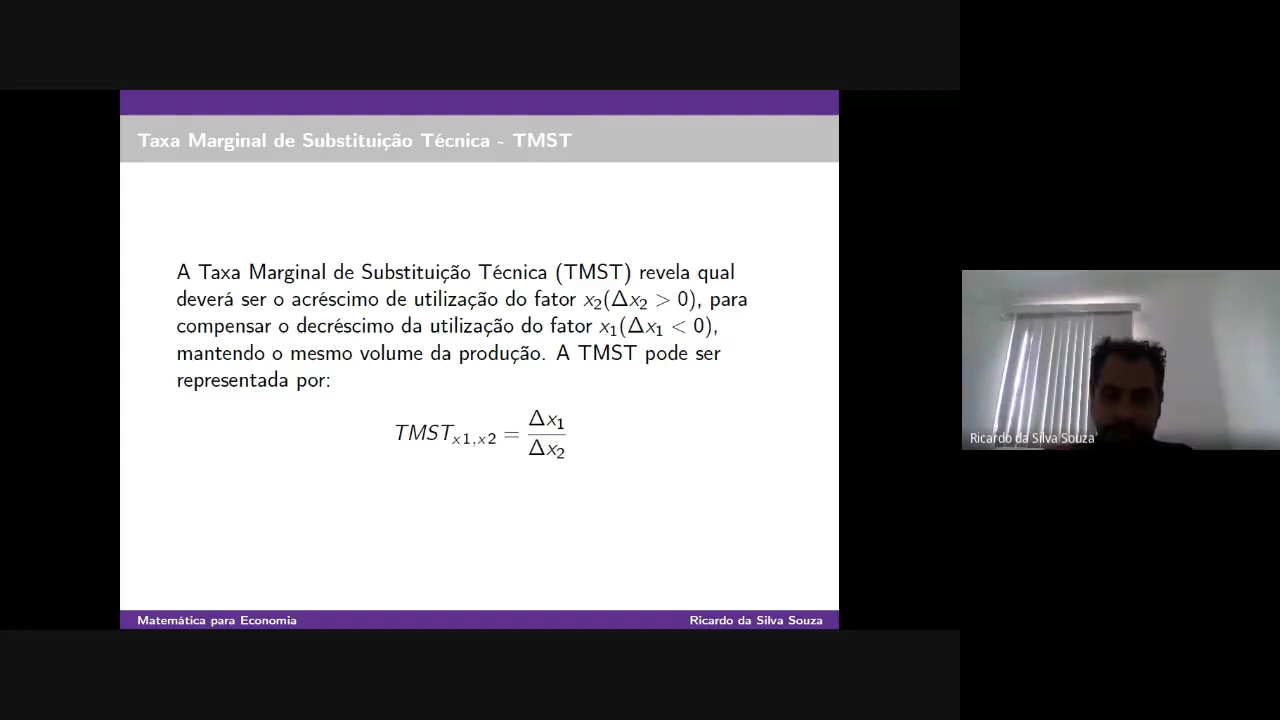 Taxa Marginal de Substituição Técnica - TMST
A Taxa Marginal de Substituição Técnica (TMST) revela qual
deverá ser o acréscimo de utilização do fator x₂(Δx₂ > 0), para
compensar o decréscimo da utilização do fator x₁(Δx₁ < 0),
mantendo o mesmo volume da produção. A TMST pode ser
representada por:
TMSTₓ₁,ₓ₂ = Δx₁/Δx₂
Ricardo da Silva Souza
Matemática para Economia
Ricardo da Silva Souza